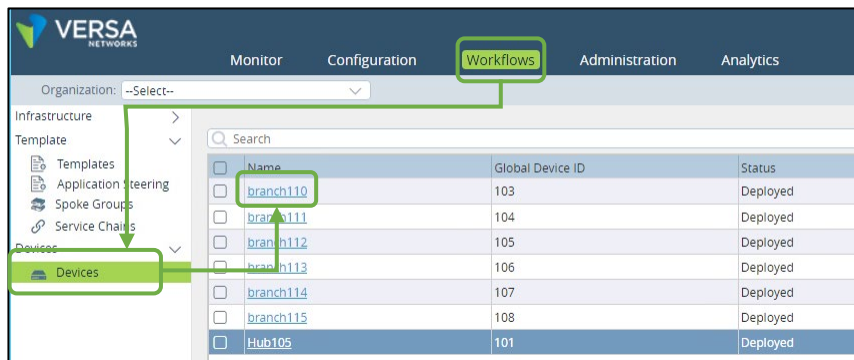 VERSA
NETWORKS
Monitor Configuration Workflows Administration Analytics
Organization: --Select--
Infrastructure
Template
Templates
Application Steering
Spoke Groups
Service Chains
Devices
Devices
Search
Name Global Device ID Status
branch110 103 Deployed
branch111 104 Deployed
branch112 105 Deployed
branch113 106 Deployed
branch114 107 Deployed
branch115 108 Deployed
Hub105 101 Deployed